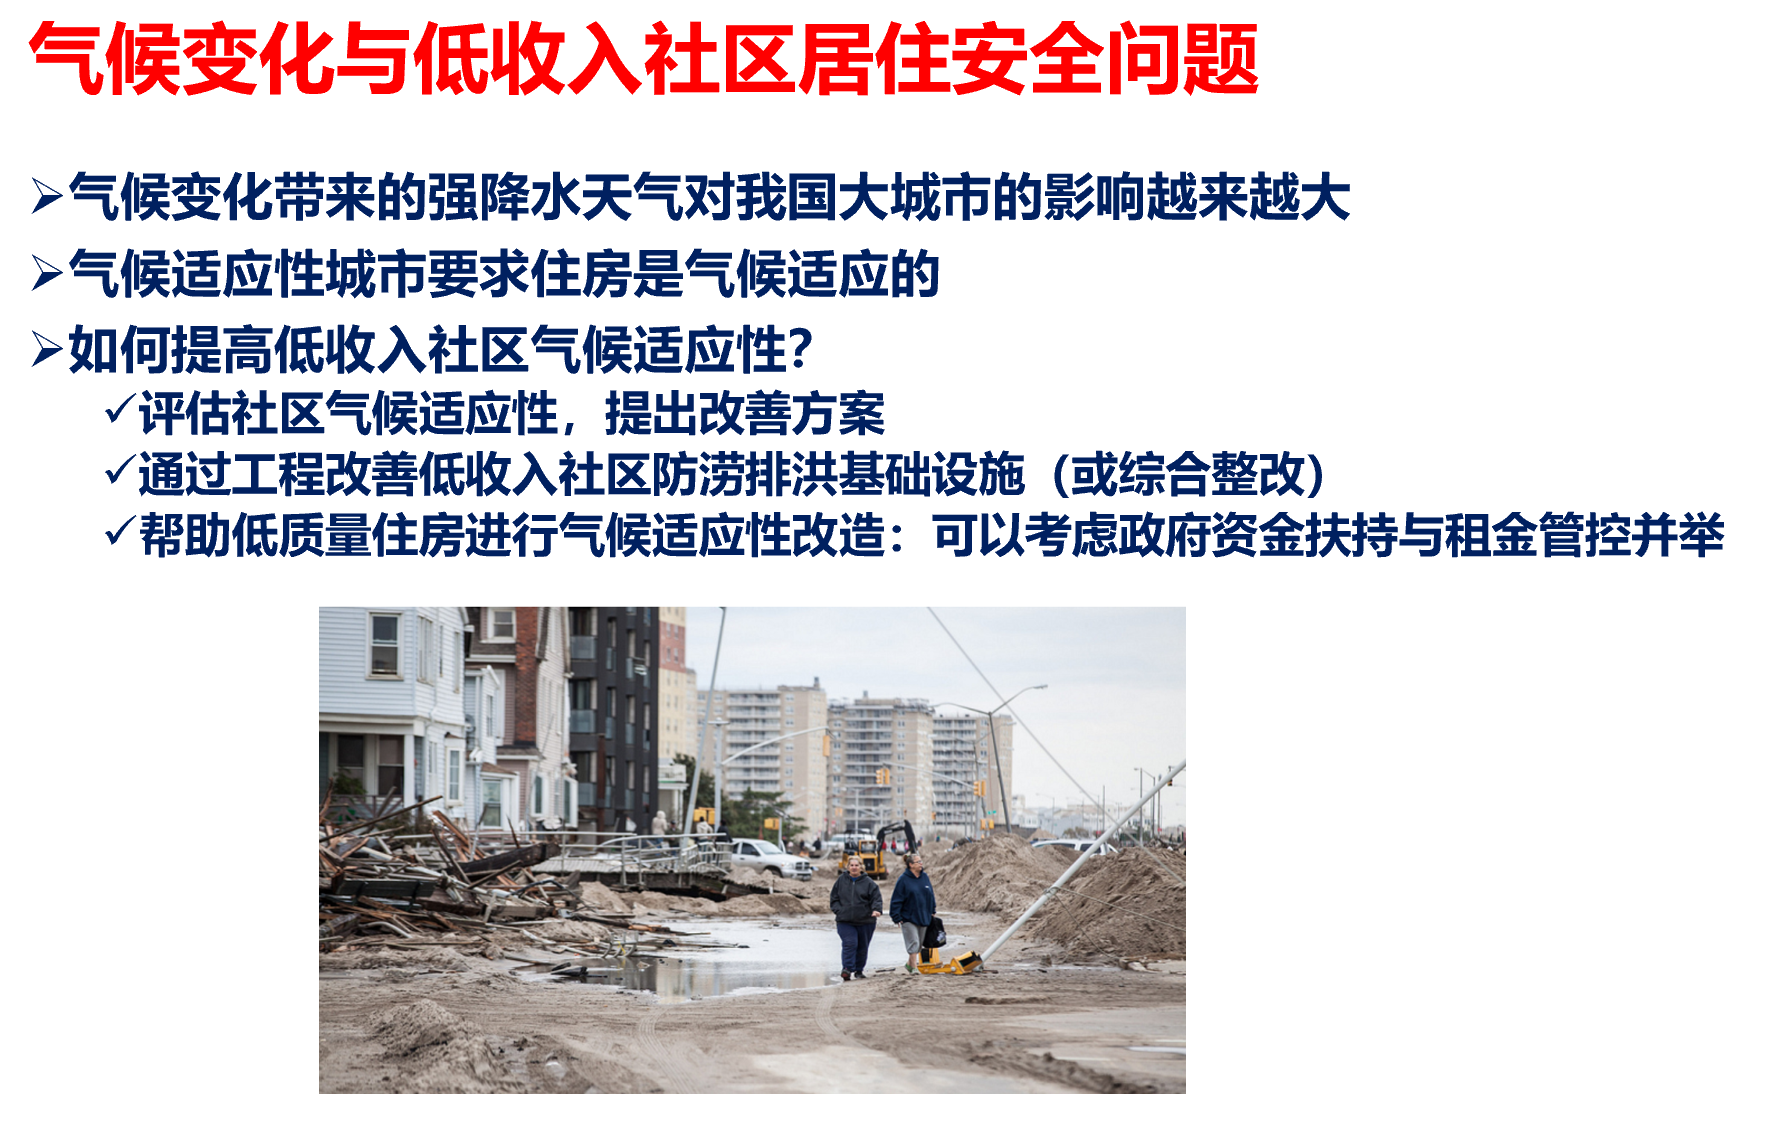 气候变化与低收入社区居住安全问题
➢气候变化带来的强降水天气对我国大城市的影响越来越大
➢气候适应性城市要求住房是气候适应的
➢如何提高低收入社区气候适应性？
✓评估社区气候适应性，提出改善方案
✓通过工程改善低收入社区防涝排洪基础设施（或综合整改）
✓帮助低质量住房进行气候适应性改造：可以考虑政府资金扶持与租金管控并举